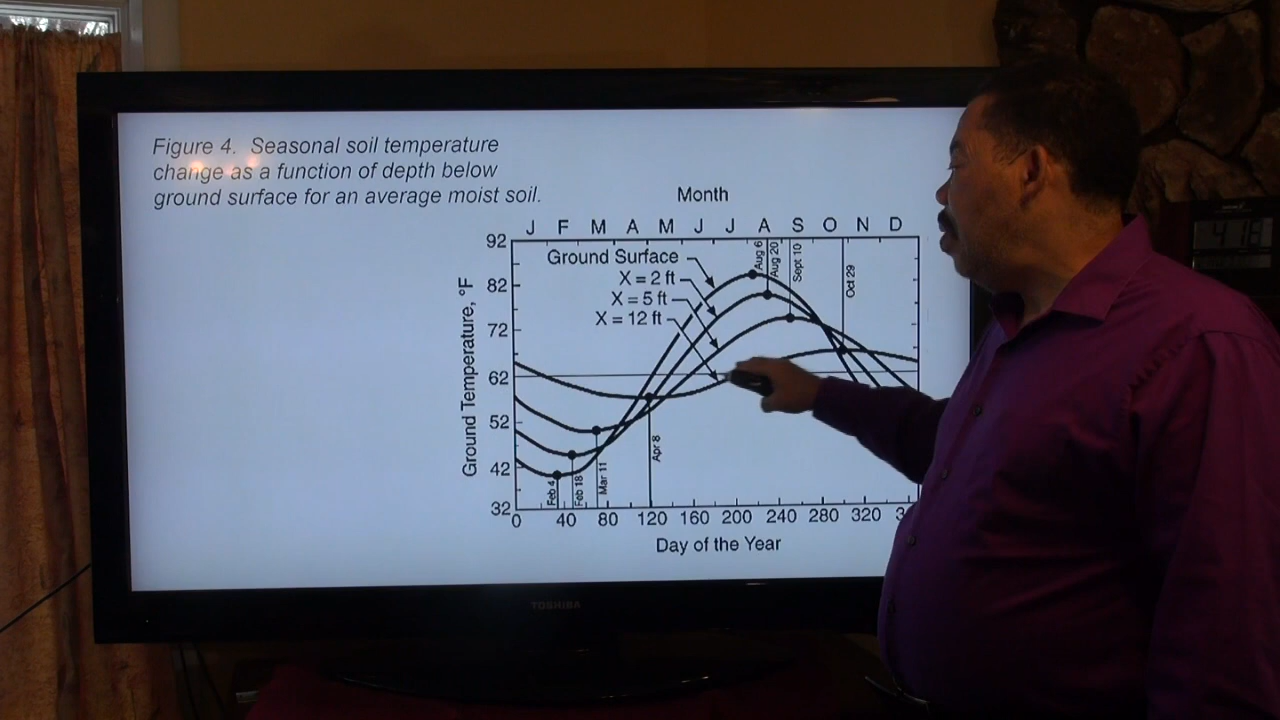 Figure 4. Seasonal soil temperature
change as a function of depth below
ground surface for an average moist soil.
Month
J F M A M J J A S O N D
92
82
72
62
52
42
32
Ground Temperature, °F
Ground Surface
X = 2 ft
X = 5 ft
X = 12 ft
Aug 6
Aug 20
Sept 10
Oct 29
Feb 4
Feb 18
Mar 11
Apr 8
0 40 80 120 160 200 240 280 320
Day of the Year
TOSHIBA